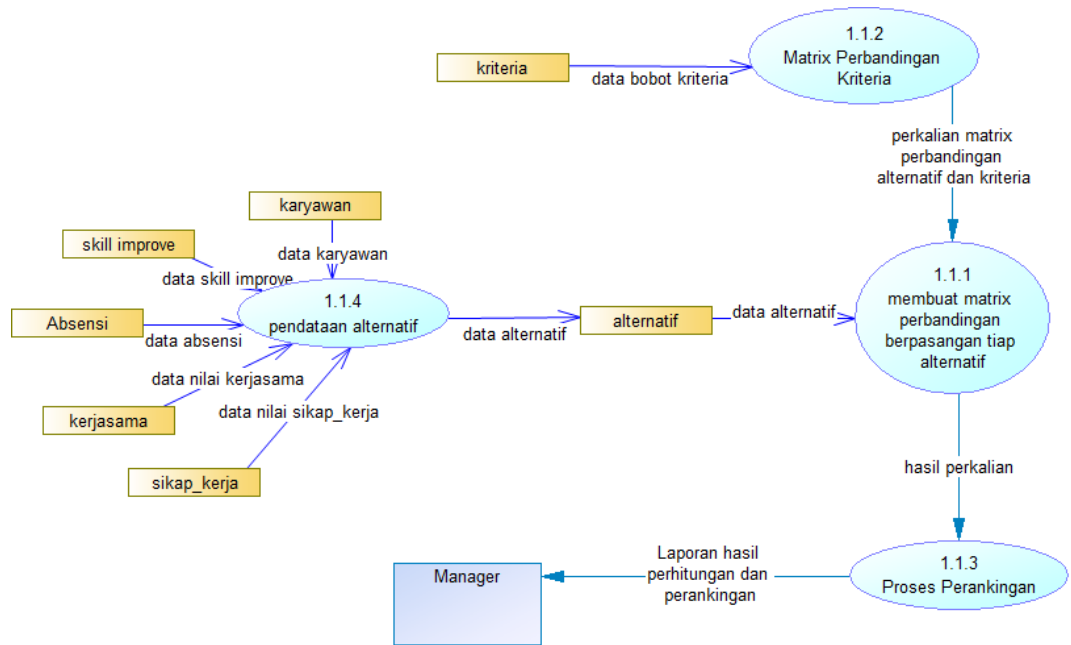 1.1.2
Matrix Perbandingan
Kriteria
kriteria
data bobot kriteria
perkalian matrix
perbandingan
alternatif dan kriteria
karyawan
data karyawan
skill improve
data skill improve
1.1.4
pendataan alternatif
Absensi
data absensi
data alternatif
alternatif
data alternatif
1.1.1
membuat matrix
perbandingan
berpasangan tiap
alternatif
data nilai kerjasama
kerjasama
data nilai sikap_kerja
sikap_kerja
hasil perkalian
1.1.3
Proses Perankingan
Laporan hasil
perhitungan dan
perankingan
Manager